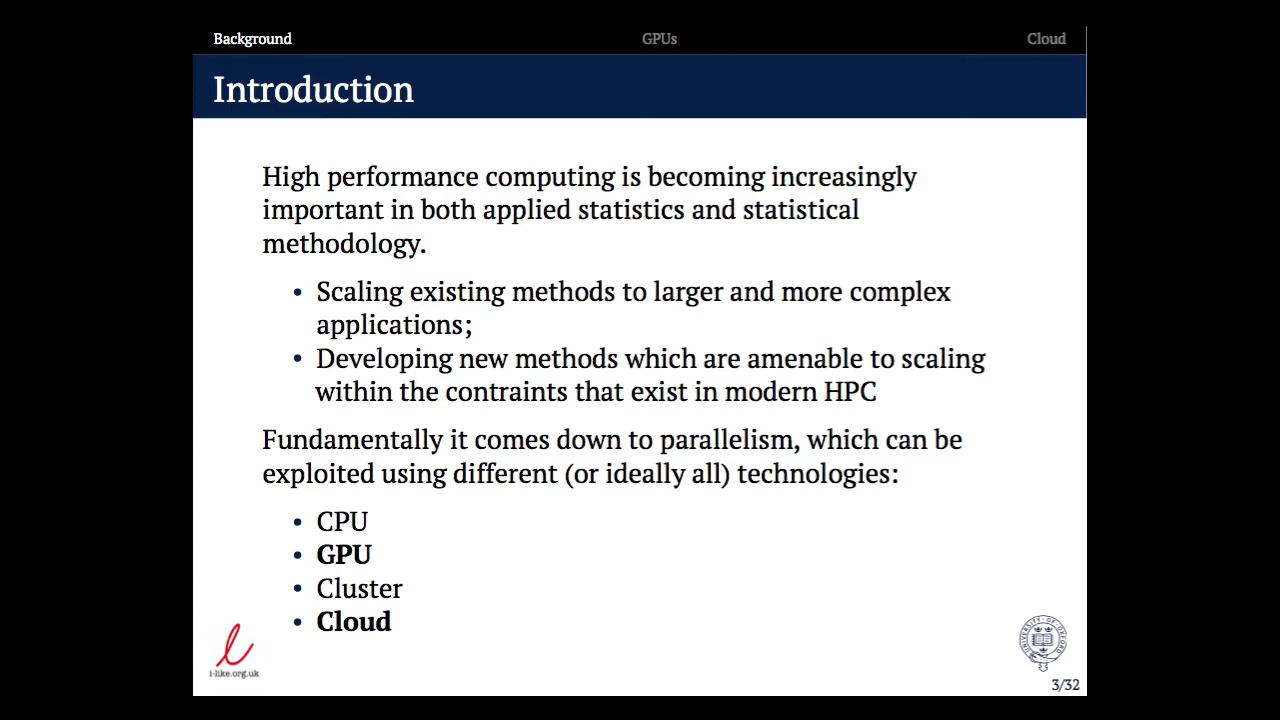 Background GPUs Cloud
Introduction
High performance computing is becoming increasingly
important in both applied statistics and statistical
methodology.
• Scaling existing methods to larger and more complex
applications;
• Developing new methods which are amenable to scaling
within the contraints that exist in modern HPC
Fundamentally it comes down to parallelism, which can be
exploited using different (or ideally all) technologies:
• CPU
• GPU
• Cluster
• Cloud
i-like.org.uk
UNIVERSITY OF OXFORD
3/32